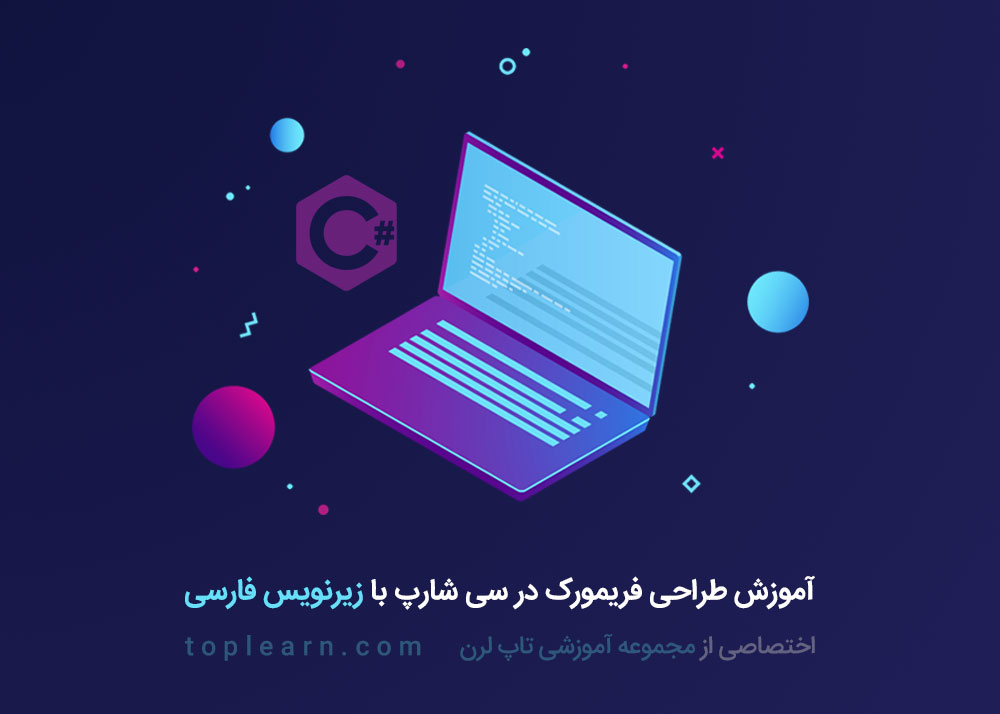 C#
آموزش طراحی فریمورک در سی شارپ با زیرنویس فارسی
اختصاصی از مجموعه آموزشی تاپ لرن toplearn.com